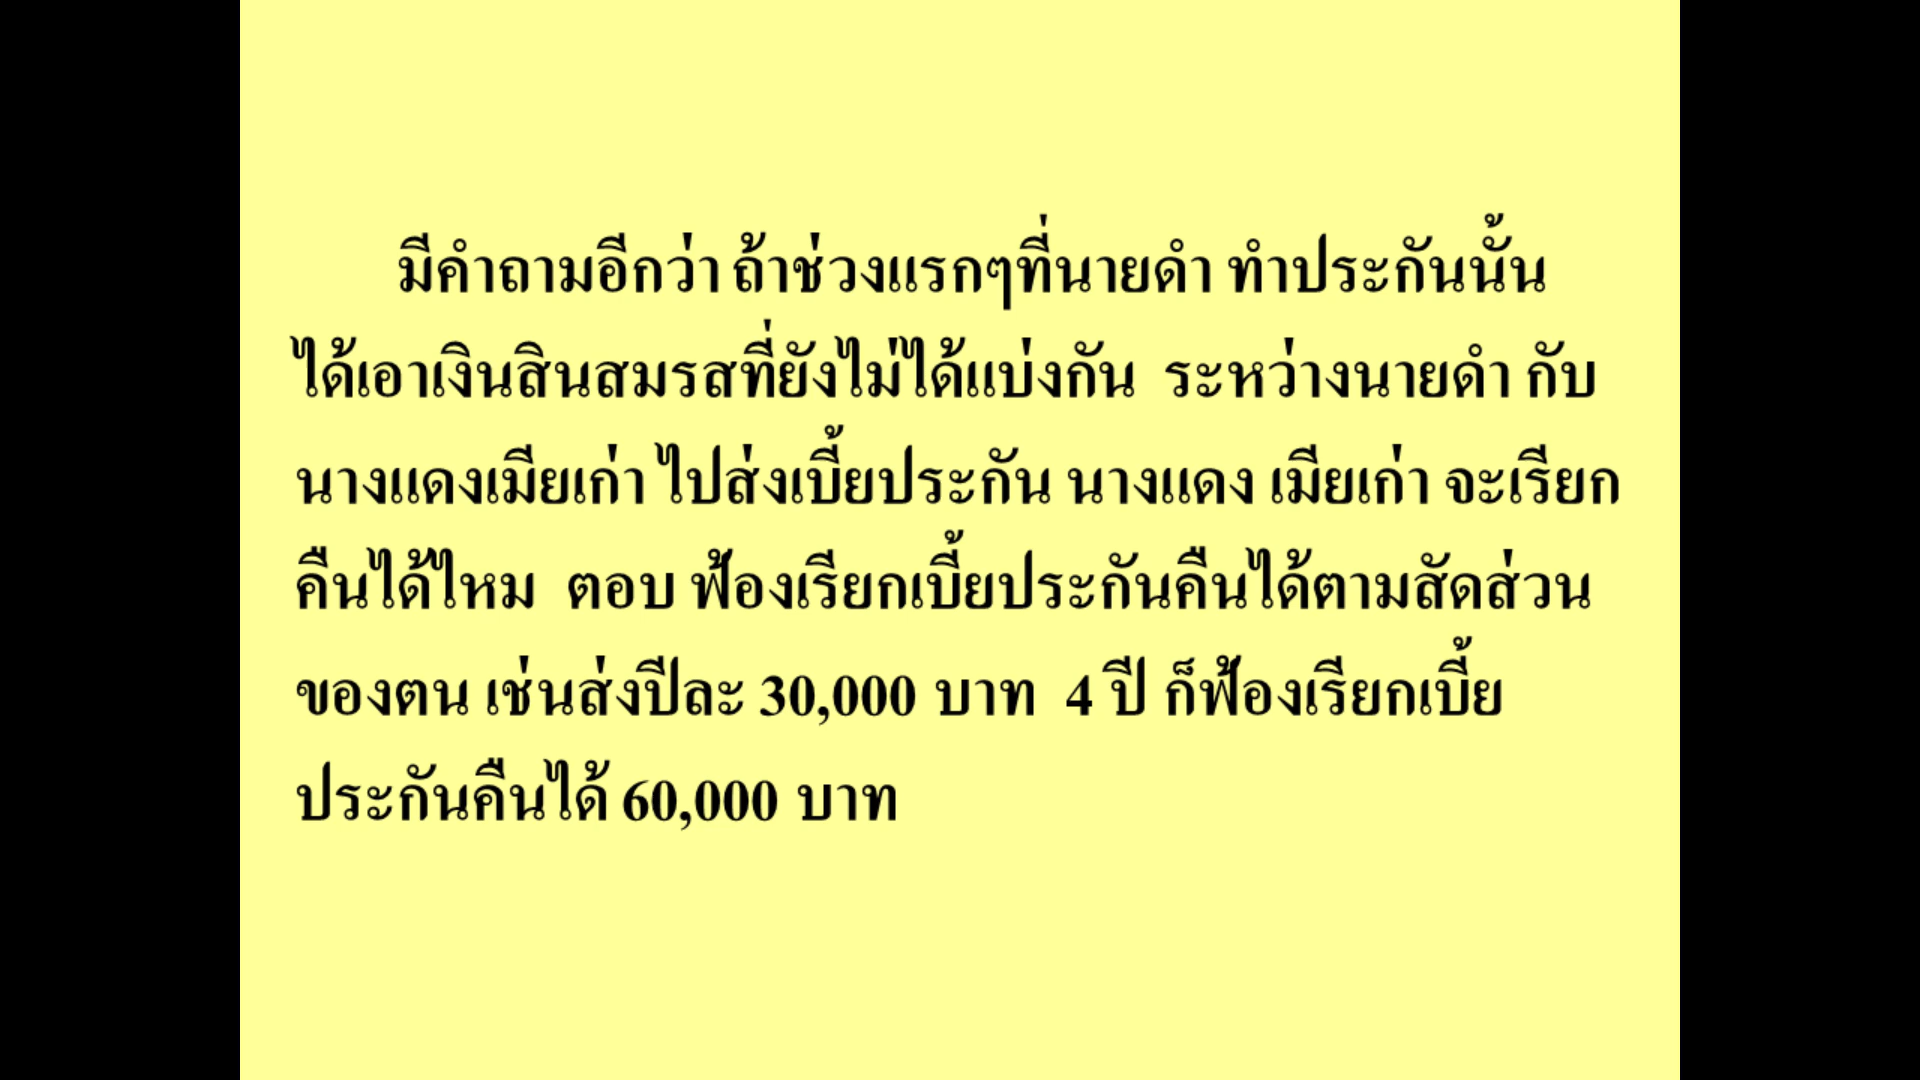 มีคำถามอีกว่า ถ้าช่วงแรกๆที่นายดำ ทำประกันนั้น
ได้เอาเงินสินสมรสที่ยังไม่ได้แบ่งกัน ระหว่างนายดำ กับ
นางแดงเมียเก่า ไปส่งเบี้ยประกัน นางแดง เมียเก่า จะเรียก
คืนได้ไหม ตอบ ฟ้องเรียกเบี้ยประกันคืนได้ตามสัดส่วน
ของตน เช่นส่งปีละ 30,000 บาท 4 ปี ก็ฟ้องเรียกเบี้ย
ประกันคืนได้ 60,000 บาท